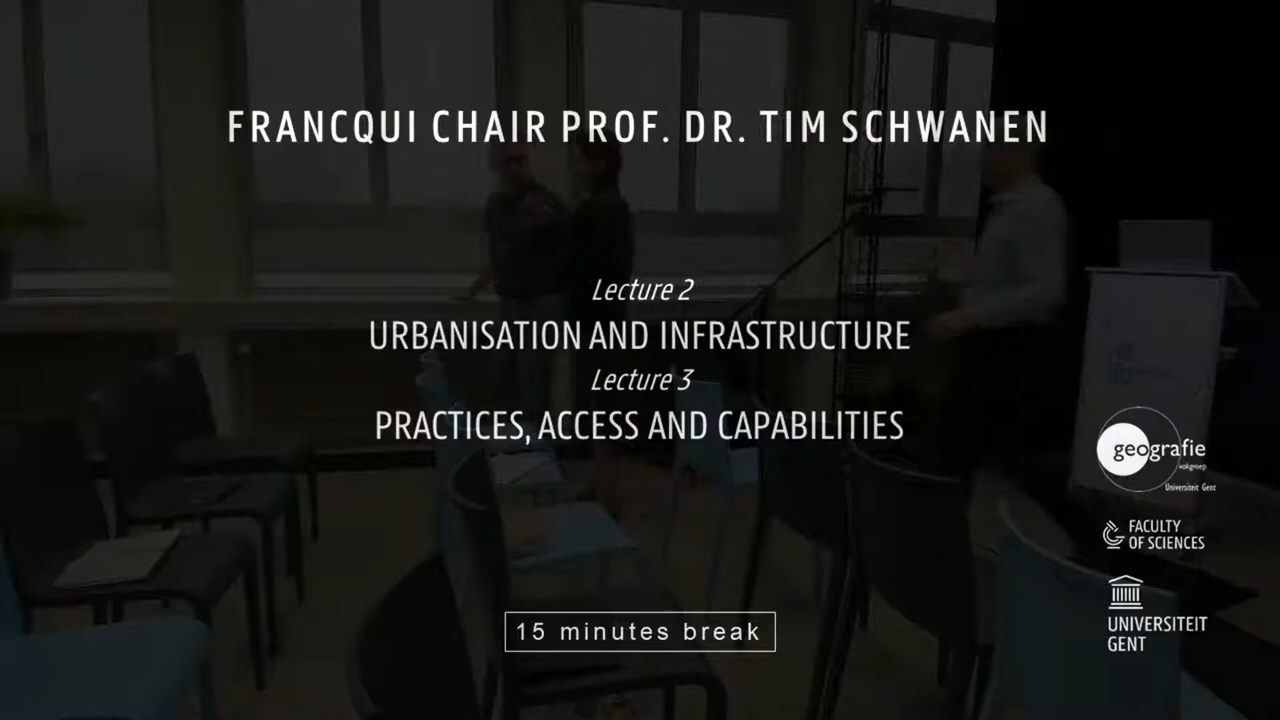 FRANCQUI CHAIR PROF. DR. TIM SCHWANEN
Lecture 2
URBANISATION AND INFRASTRUCTURE
Lecture 3
PRACTICES, ACCESS AND CAPABILITIES
geografie
vakgroep
Universiteit Gent
FACULTY
OF SCIENCES
UNIVERSITEIT
GENT
15 minutes break